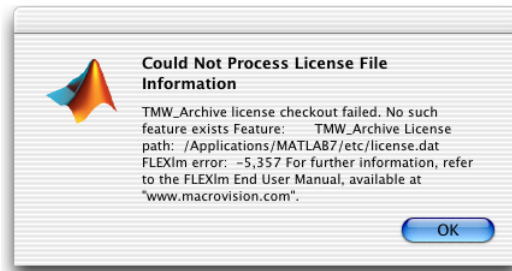 Could Not Process License File
Information
TMW_Archive license checkout failed. No such
feature exists Feature: TMW_Archive License
path: /Applications/MATLAB7/etc/license.dat
FLEXlm error: -5,357 For further information, refer
to the FLEXlm End User Manual, available at
"www.macrovision.com".
OK